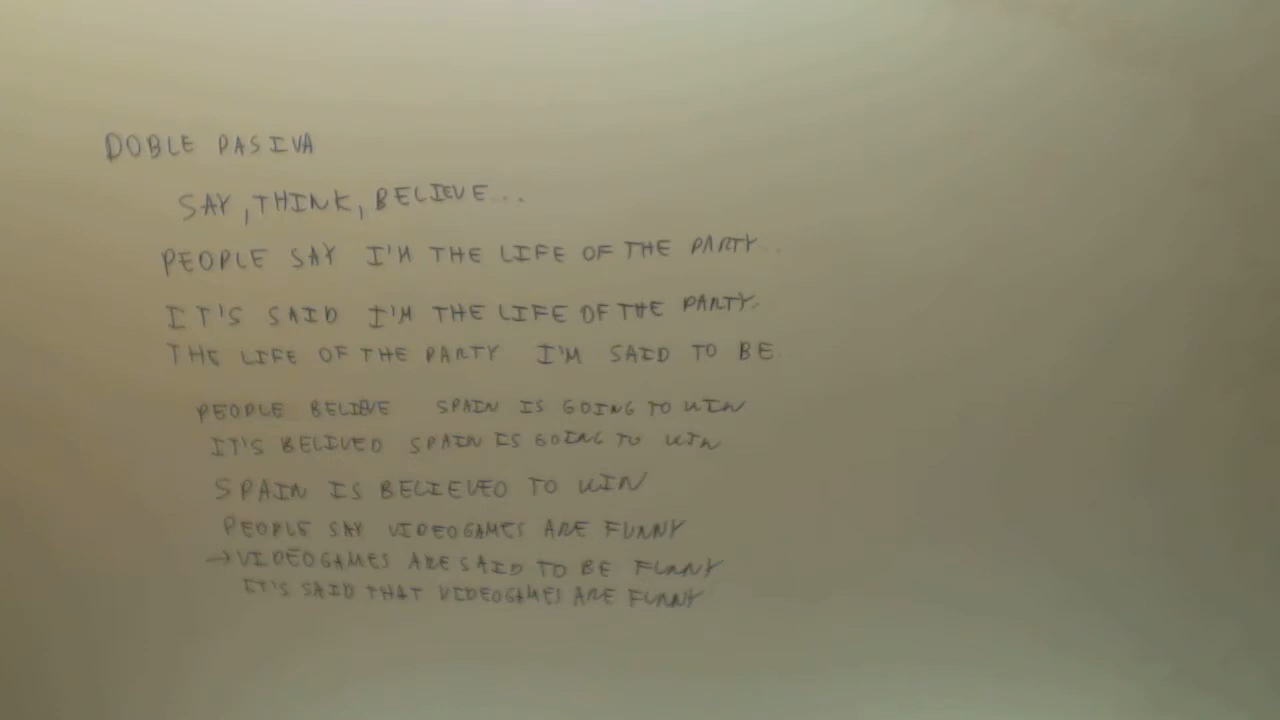 DOBLE PASIVA
SAY, THINK, BELIEVE...
PEOPLE SAY I'M THE LIFE OF THE PARTY..
IT'S SAID I'M THE LIFE OF THE PARTY.
THE LIFE OF THE PARTY I'M SAID TO BE.
PEOPLE BELIEVE SPAIN IS GOING TO WIN
IT'S BELIVED SPAIN IS GOING TO WIN
SPAIN IS BELIEVED TO WIN
PEOPLE SAY VIDEOGAMES ARE FUNNY
→VIDEOGAMES ARE SAID TO BE FUNNY
IT'S SAID THAT VIDEOGAMES ARE FUNNY